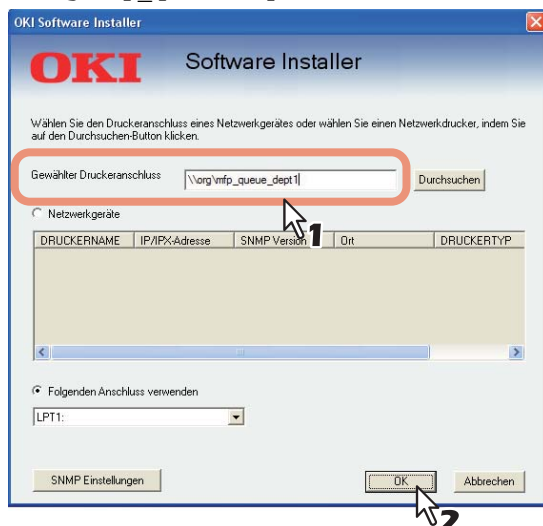 OKI Software Installer
OKI Software Installer
Wählen Sie den Druckeranschluss eines Netzwerkgerätes oder wählen Sie einen Netzwerkdrucker, indem Sie
auf den Durchsuchen-Button klicken.
Gewählter Druckeranschluss \\org\mfp_queue_dept1 Durchsuchen
Netzwerkgeräte
1
DRUCKERNAME IP/IPX-Adresse SNMP Version Ort DRUCKERTYP
Folgenden Anschluss verwenden
LPT1:
SNMP Einstellungen OK Abbrechen
2